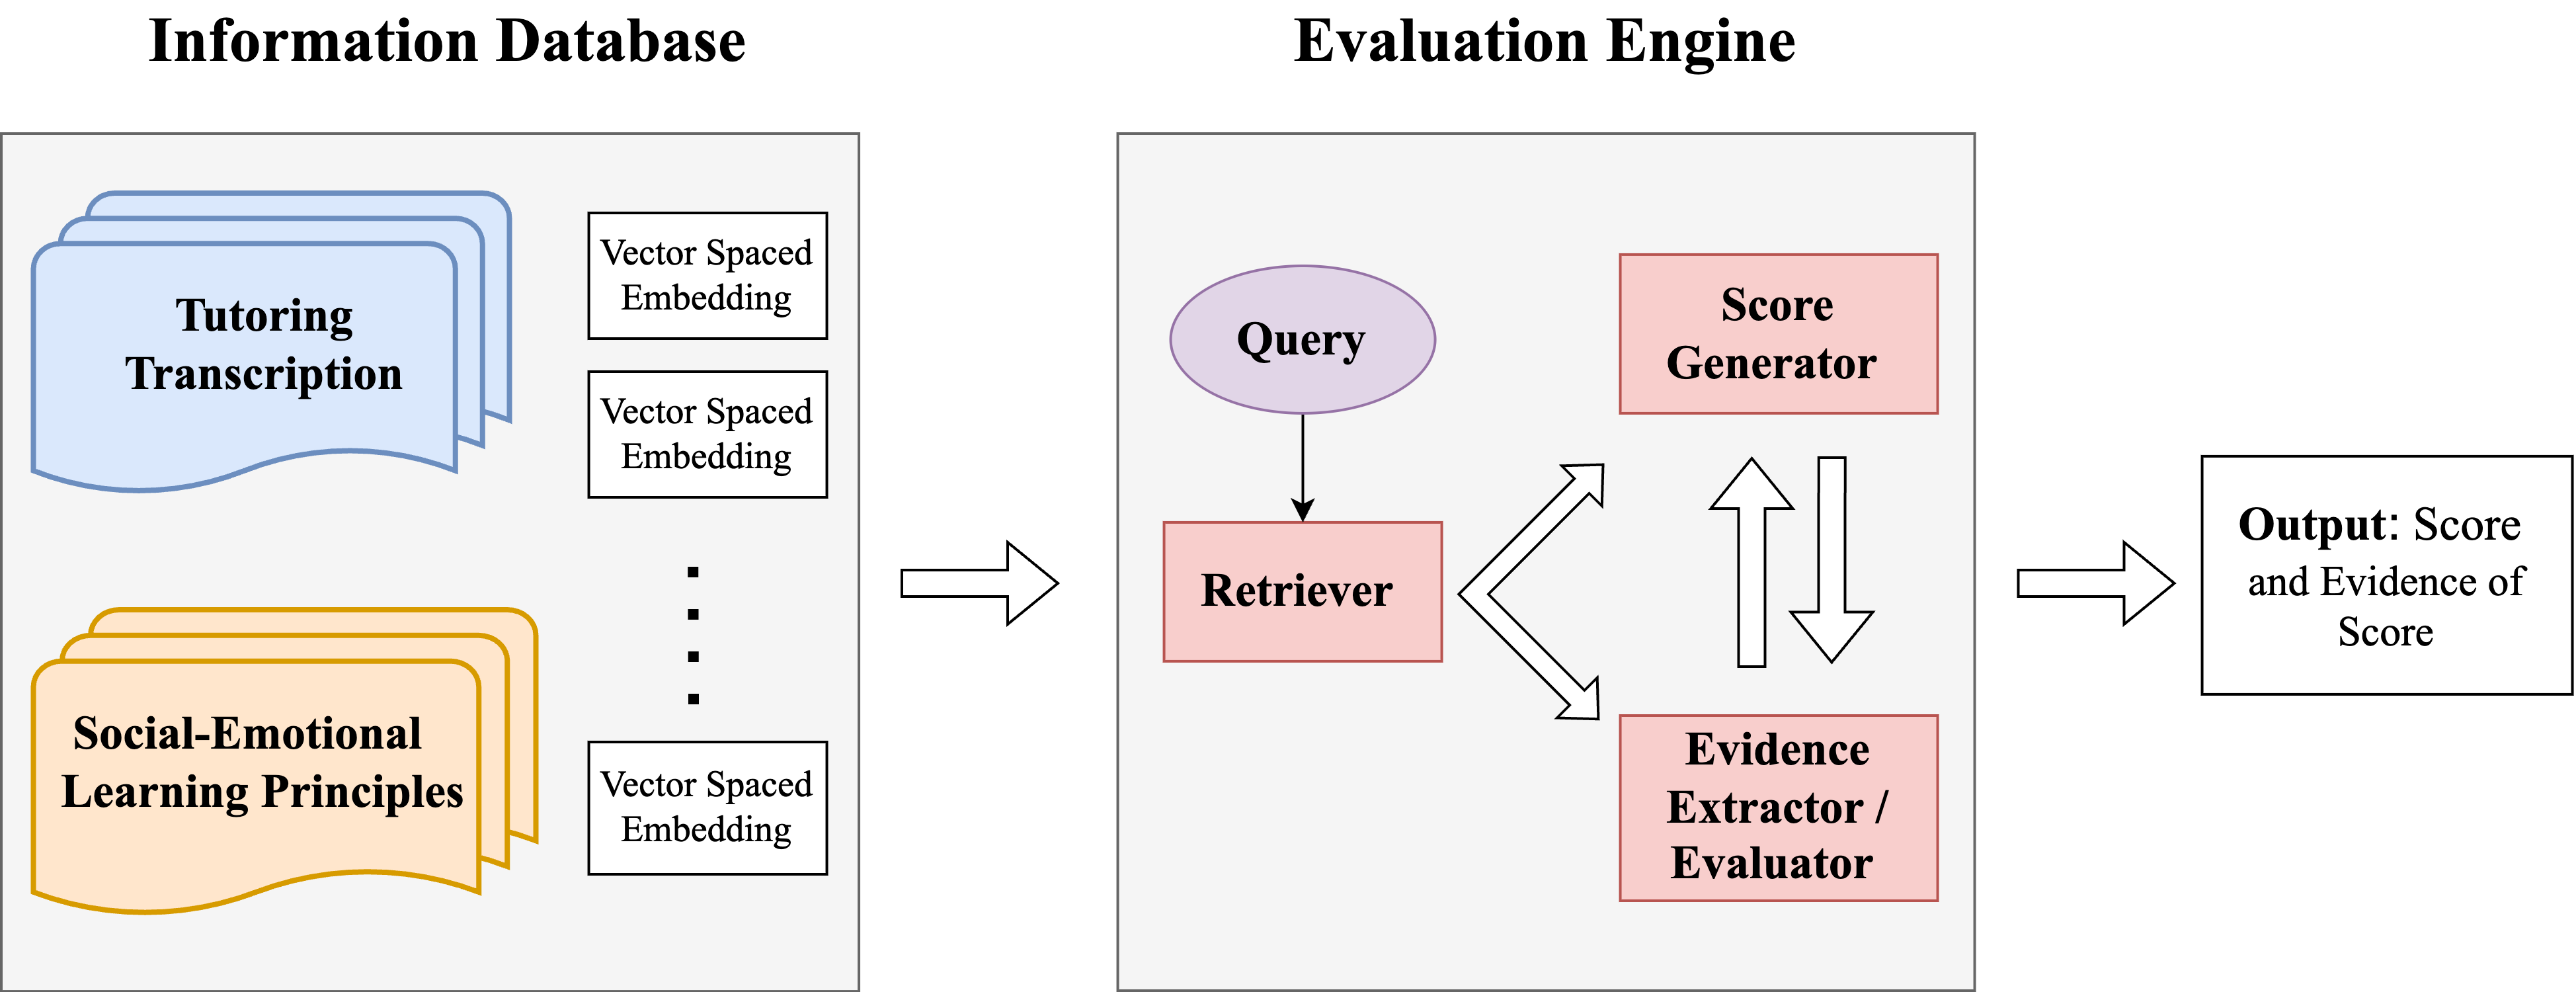 Information Database
Tutoring
Transcription
Social-Emotional
Learning Principles
Vector Spaced
Embedding
Vector Spaced
Embedding
Vector Spaced
Embedding
Evaluation Engine
Query
Retriever
Score
Generator
Evidence
Extractor /
Evaluator
Output: Score
and Evidence of
Score